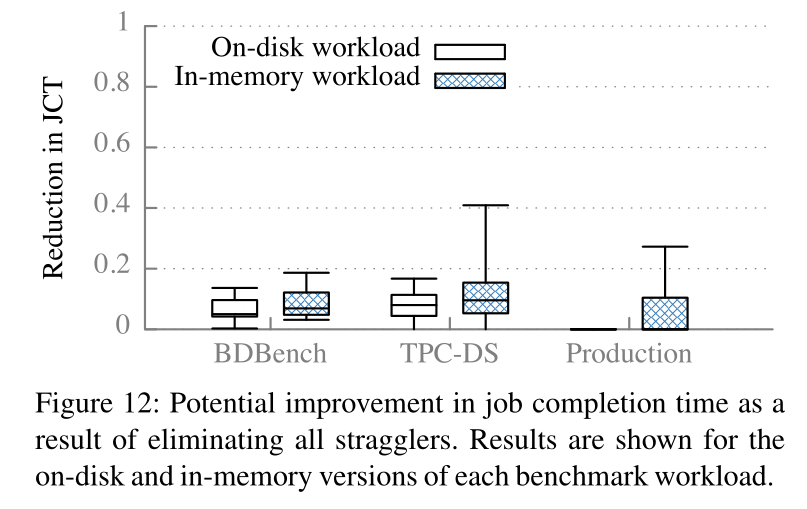 1
On-disk workload
In-memory workload
0.8
0.6
0.4
0.2
0
Reduction in JCT
BDBench TPC-DS Production
Figure 12: Potential improvement in job completion time as a
result of eliminating all stragglers. Results are shown for the
on-disk and in-memory versions of each benchmark workload.